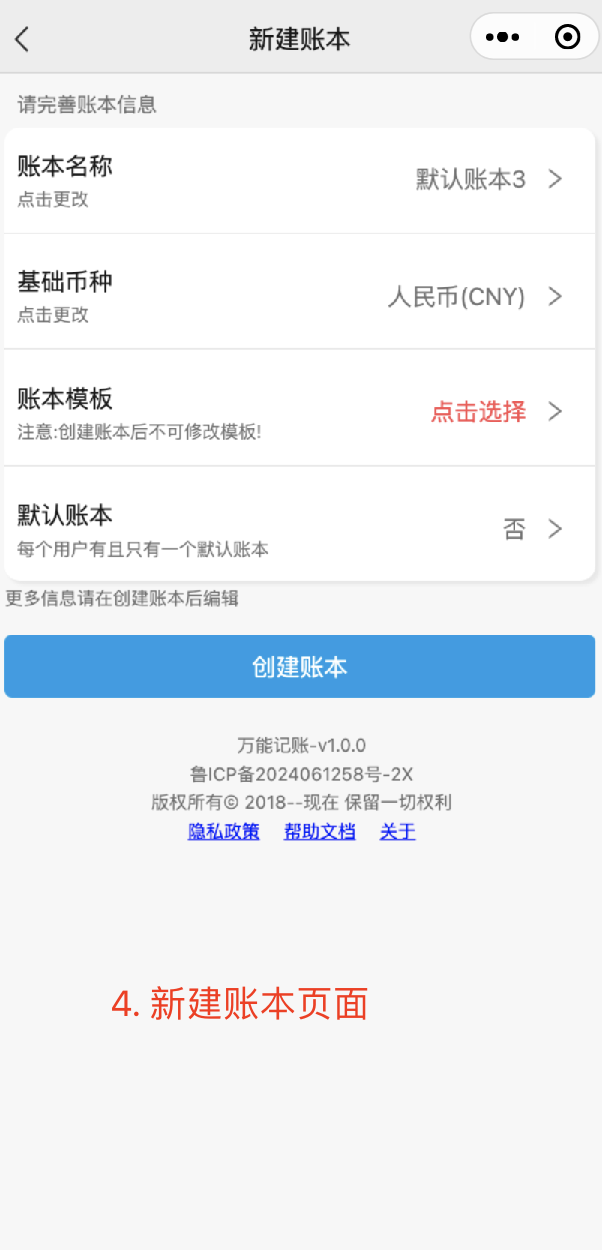 新建账本
请完善账本信息
账本名称
默认账本3
点击更改
基础币种
人民币(CNY)
点击更改
账本模板
点击选择
注意:创建账本后不可修改模板!
默认账本
否
每个用户有且只有一个默认账本
更多信息请在创建账本后编辑
创建账本
万能记账-v1.0.0
鲁ICP备2024061258号-2X
版权所有© 2018--现在 保留一切权利
隐私政策 帮助文档 关于
4. 新建账本页面